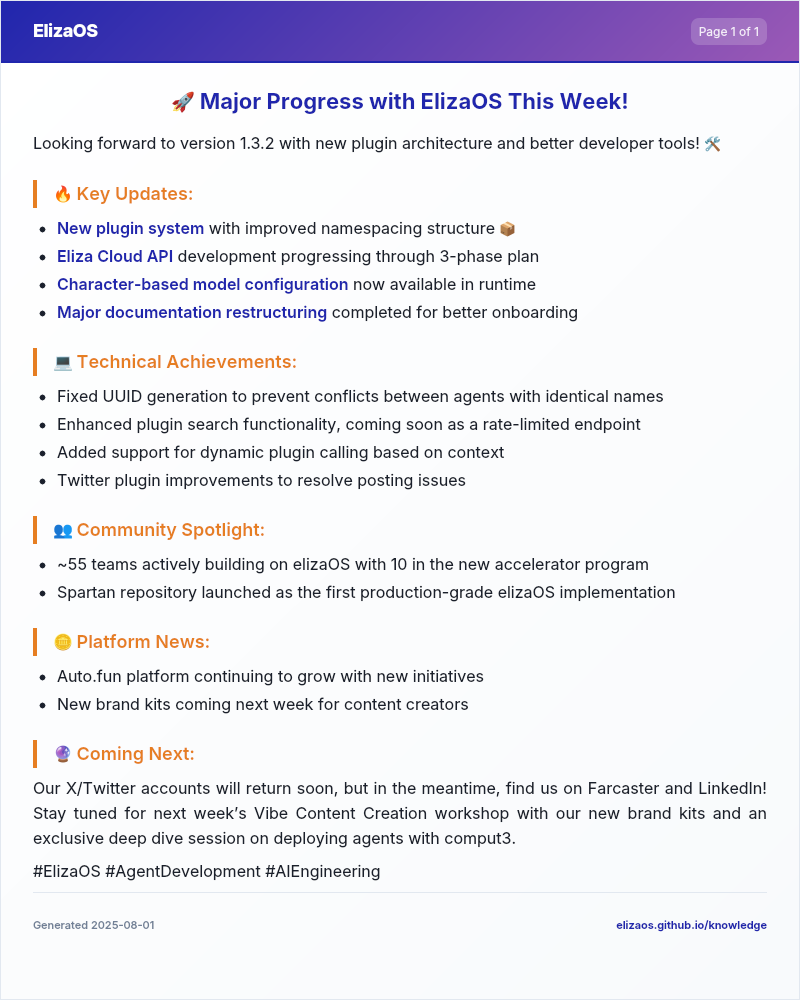 ElizaOS
Page 1 of 1
🚀 Major Progress with ElizaOS This Week!
Looking forward to version 1.3.2 with new plugin architecture and better developer tools! 🛠️
🔥 Key Updates:
• New plugin system with improved namespacing structure 📦
• Eliza Cloud API development progressing through 3-phase plan
• Character-based model configuration now available in runtime
• Major documentation restructuring completed for better onboarding
💻 Technical Achievements:
• Fixed UUID generation to prevent conflicts between agents with identical names
• Enhanced plugin search functionality, coming soon as a rate-limited endpoint
• Added support for dynamic plugin calling based on context
• Twitter plugin improvements to resolve posting issues
👥 Community Spotlight:
• ~55 teams actively building on elizaOS with 10 in the new accelerator program
• Spartan repository launched as the first production-grade elizaOS implementation
🪙 Platform News:
• Auto.fun platform continuing to grow with new initiatives
• New brand kits coming next week for content creators
🔮 Coming Next:
Our X/Twitter accounts will return soon, but in the meantime, find us on Farcaster and LinkedIn!
Stay tuned for next week’s Vibe Content Creation workshop with our new brand kits and an
exclusive deep dive session on deploying agents with comput3.
#ElizaOS #AgentDevelopment #AIEngineering
Generated 2025-08-01
elizaos.github.io/knowledge